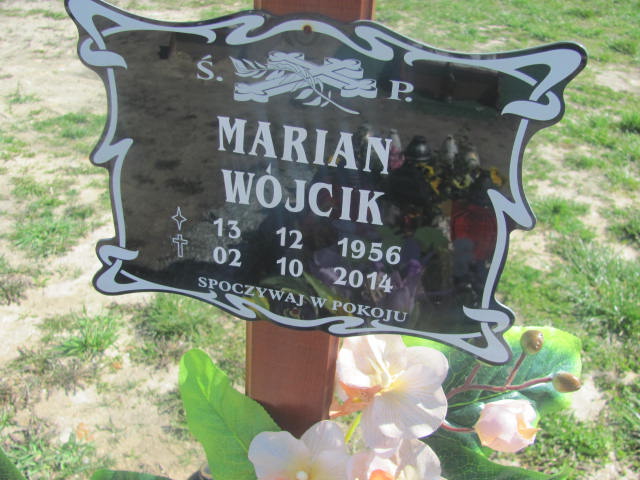 Ś. P.
MARIAN
WÓJCIK
13 12 1956
02 10 2014
SPOCZYWAJ W POKOJU